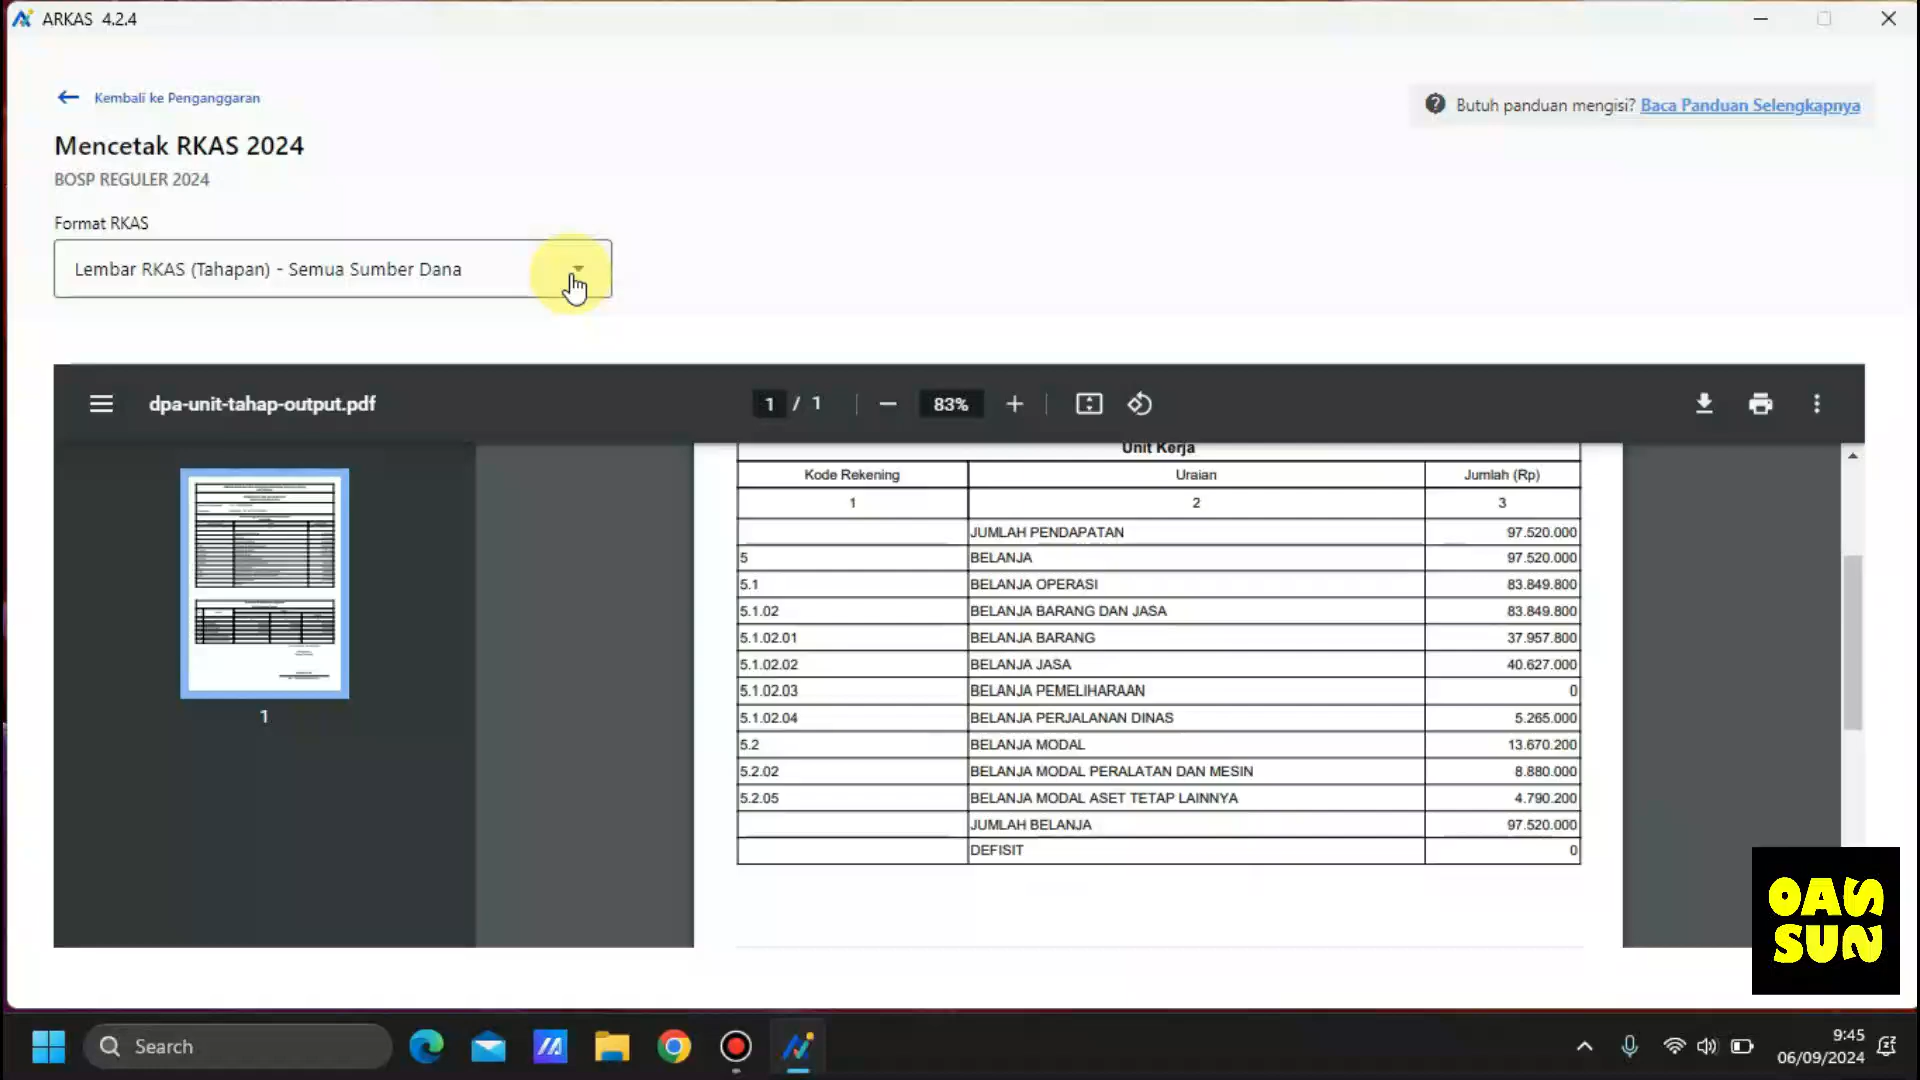 ARKAS 4.2.4
Kembali ke Penganggaran
Butuh panduan mengisi? Baca Panduan Selengkapnya
Mencetak RKAS 2024
BOSP REGULER 2024
Format RKAS
Lembar RKAS (Tahapan) - Semua Sumber Dana
dpa-unit-tahap-output.pdf
1 / 1
83%
Unit Kerja
Kode Rekening Uraian Jumlah (Rp)
1 2 3
JUMLAH PENDAPATAN 97.520.000
5 BELANJA 97.520.000
5.1 BELANJA OPERASI 83.849.800
5.1.02 BELANJA BARANG DAN JASA 83.849.800
5.1.02.01 BELANJA BARANG 37.957.800
5.1.02.02 BELANJA JASA 40.627.000
5.1.02.03 BELANJA PEMELIHARAAN 0
5.1.02.04 BELANJA PERJALANAN DINAS 5.265.000
5.2 BELANJA MODAL 13.670.200
5.2.02 BELANJA MODAL PERALATAN DAN MESIN 8.880.000
5.2.05 BELANJA MODAL ASET TETAP LAINNYA 4.790.200
JUMLAH BELANJA 97.520.000
DEFISIT 0
1
OAS
SUN
Search
9:45
06/09/2024